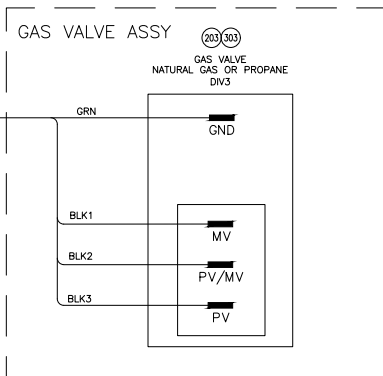 GAS VALVE ASSY
203 303
GAS VALVE
NATURAL GAS OR PROPANE
DIV3
GRN
GND
BLK1
MV
BLK2
PV/MV
BLK3
PV